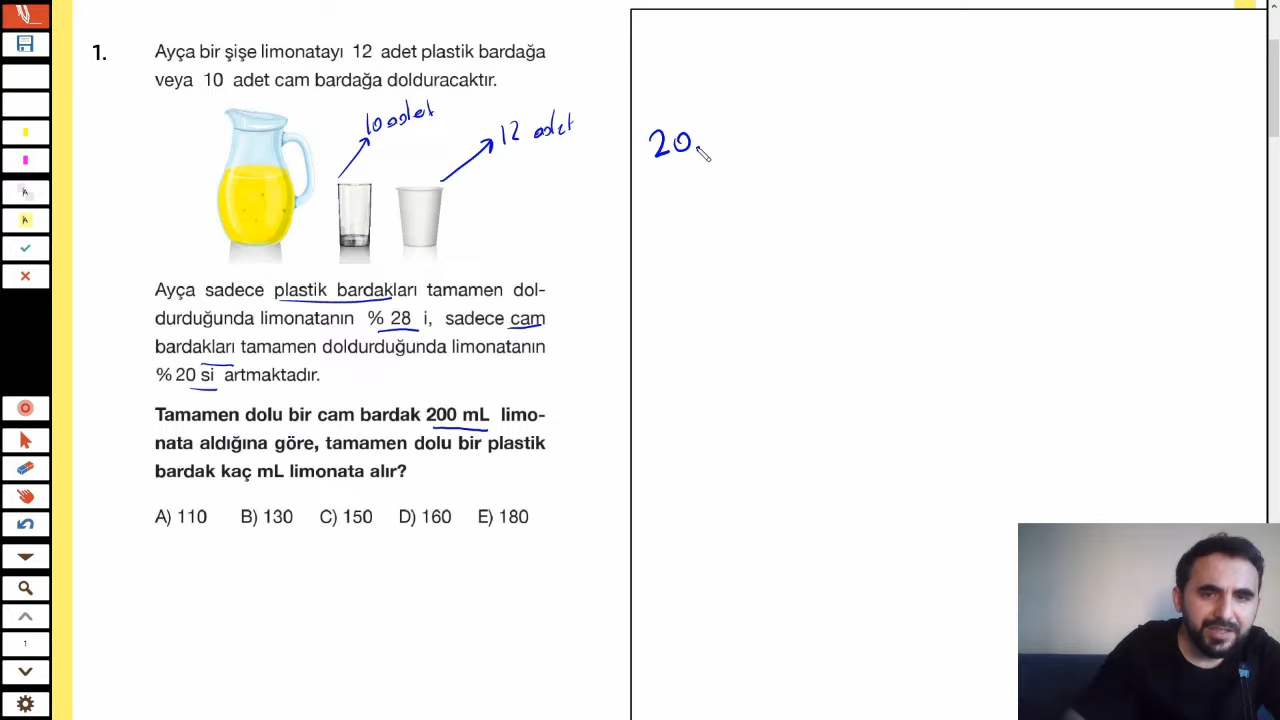 1.
Ayça bir şişe limonatayı 12 adet plastik bardağa
veya 10 adet cam bardağa dolduracaktır.
10 adet
12 adet
20
Ayça sadece plastik bardakları tamamen dol-
durduğunda limonatanın % 28 i, sadece cam
bardakları tamamen doldurduğunda limonatanın
% 20 si artmaktadır.
Tamamen dolu bir cam bardak 200 mL limo-
nata aldığına göre, tamamen dolu bir plastik
bardak kaç mL limonata alır?
A) 110 B) 130 C) 150 D) 160 E) 180
A
A
1